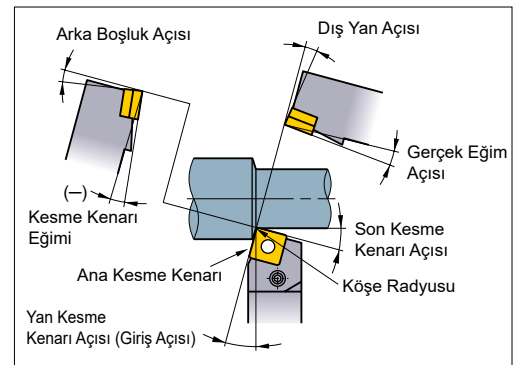 Arka Boşluk Açısı
Dış Yan Açısı
Gerçek Eğim
Açısı
(−)
Kesme Kenarı
Eğimi
Son Kesme
Kenarı Açısı
Ana Kesme Kenarı
Köşe Radyusu
Yan Kesme
Kenarı Açısı (Giriş Açısı)